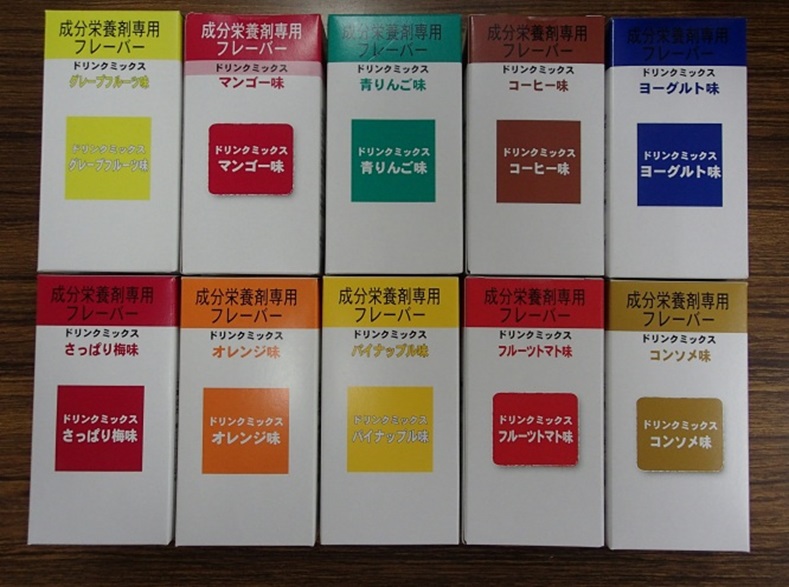 成分栄養剤専用
フレーバー
ドリンクミックス
グレープフルーツ味
ドリンクミックス
グレープフルーツ味
成分栄養剤専用
フレーバー
ドリンクミックス
マンゴー味
ドリンクミックス
マンゴー味
成分栄養剤専用
フレーバー
ドリンクミックス
青りんご味
ドリンクミックス
青りんご味
成分栄養剤専用
フレーバー
ドリンクミックス
コーヒー味
ドリンクミックス
コーヒー味
成分栄養剤専用
フレーバー
ドリンクミックス
ヨーグルト味
ドリンクミックス
ヨーグルト味
成分栄養剤専用
フレーバー
ドリンクミックス
さっぱり梅味
ドリンクミックス
さっぱり梅味
成分栄養剤専用
フレーバー
ドリンクミックス
オレンジ味
ドリンクミックス
オレンジ味
成分栄養剤専用
フレーバー
ドリンクミックス
パイナップル味
ドリンクミックス
パイナップル味
成分栄養剤専用
フレーバー
ドリンクミックス
フルーツトマト味
ドリンクミックス
フルーツトマト味
成分栄養剤専用
フレーバー
ドリンクミックス
コンソメ味
ドリンクミックス
コンソメ味